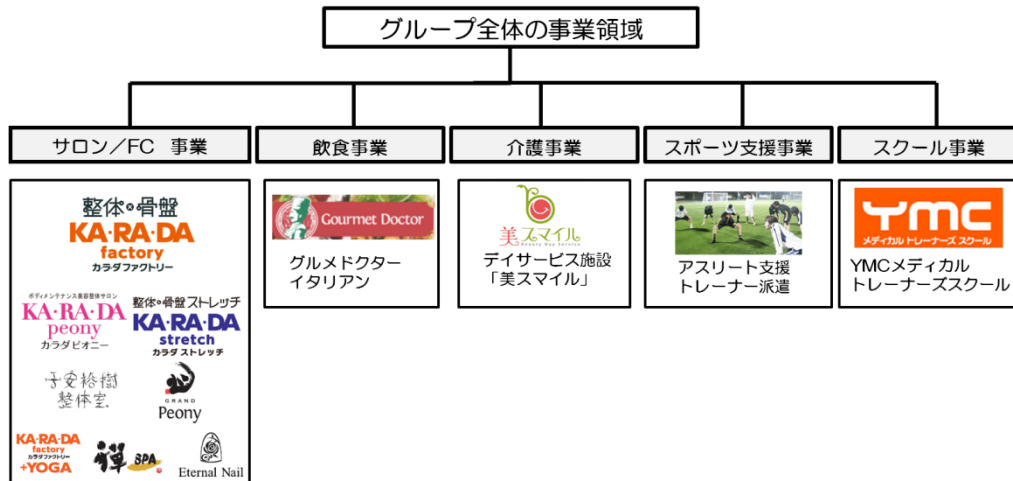 グループ全体の事業領域
サロン／FC 事業
飲食事業
介護事業
スポーツ支援事業
スクール事業
整体・骨盤
KA・RA・DA
factory
カラダファクトリー
ボディメンテナンス美容整体サロン
KA・RA・DA
peony
カラダピオニー
整体・骨盤ストレッチ
KA・RA・DA
stretch
カラダ ストレッチ
子安裕樹
整体室.
GRAND
Peony
KA・RA・DA
factory
カラダファクトリー
+YOGA
禅 SPA
Eternal Nail
Gourmet Doctor
グルメドクター
イタリアン
美スマイル
Beauty Day Service
デイサービス施設
「美スマイル」
アスリート支援
トレーナー派遣
YMC
メディカル トレーナーズ スクール
YMCメディカル
トレーナーズスクール